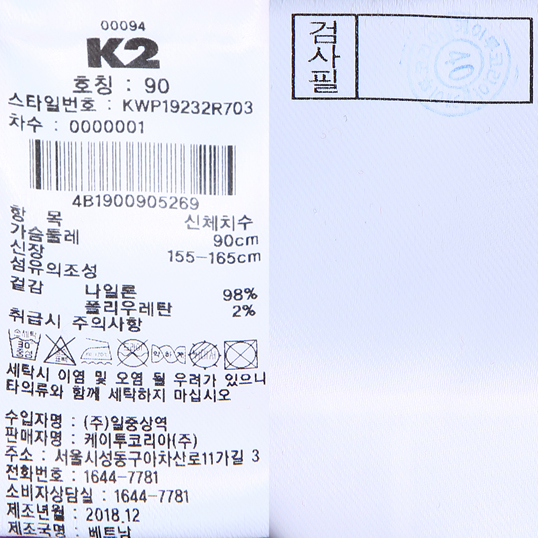 00094
K2
호칭 : 90
스타일번호 : KWP19232R703
차수 : 0000001
4B1900905269
항 목 신체치수
가슴둘레 90cm
신장 155-165cm
섬유의조성
겉감 나일론 98%
폴리우레탄 2%
취급시 주의사항
30
중성
세탁시 이염 및 오염 될 우려가 있으니
타의류와 함께 세탁하지 마십시오
수입자명 : (주)일중상역
판매자명 : 케이투코리아(주)
주소 : 서울시성동구아차산로11가길 3
전화번호 : 1644-7781
소비자상담실 : 1644-7781
제조년월 : 2018.12
제조국명 : 베트남
검사필
40